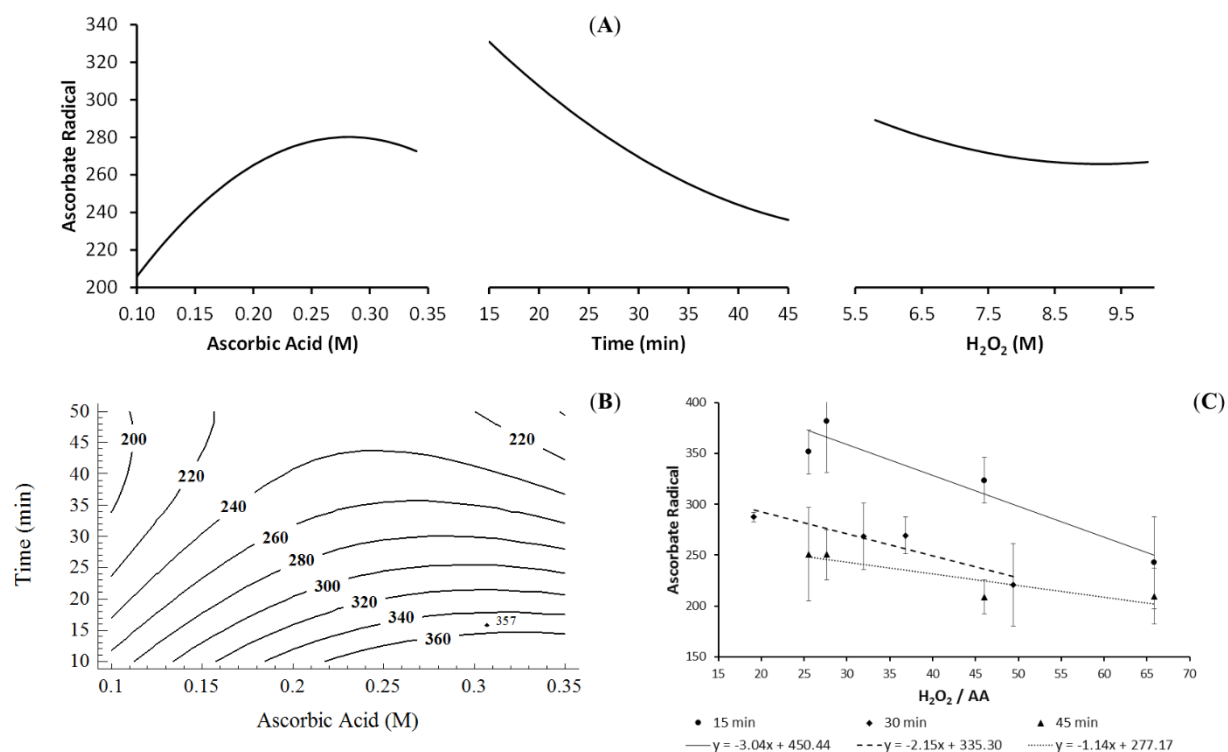 (A)
Ascorbate Radical
340
320
300
280
260
240
220
200
0.10 0.15 0.20 0.25 0.30 0.35
Ascorbic Acid (M)
15 20 25 30 35 40 45
Time (min)
5.5 6.5 7.5 8.5 9.5
H₂O₂ (M)
(B)
Time (min)
50
45
40
35
30
25
20
15
10
200
220
220
240
260
280
300
320
340
357
360
0.1 0.15 0.2 0.25 0.3 0.35
Ascorbic Acid (M)
(C)
Ascorbate Radical
400
350
300
250
200
150
15 20 25 30 35 40 45 50 55 60 65 70
H₂O₂ / AA
15 min 30 min 45 min
y = -3.04x + 450.44 y = -2.15x + 335.30 y = -1.14x + 277.17